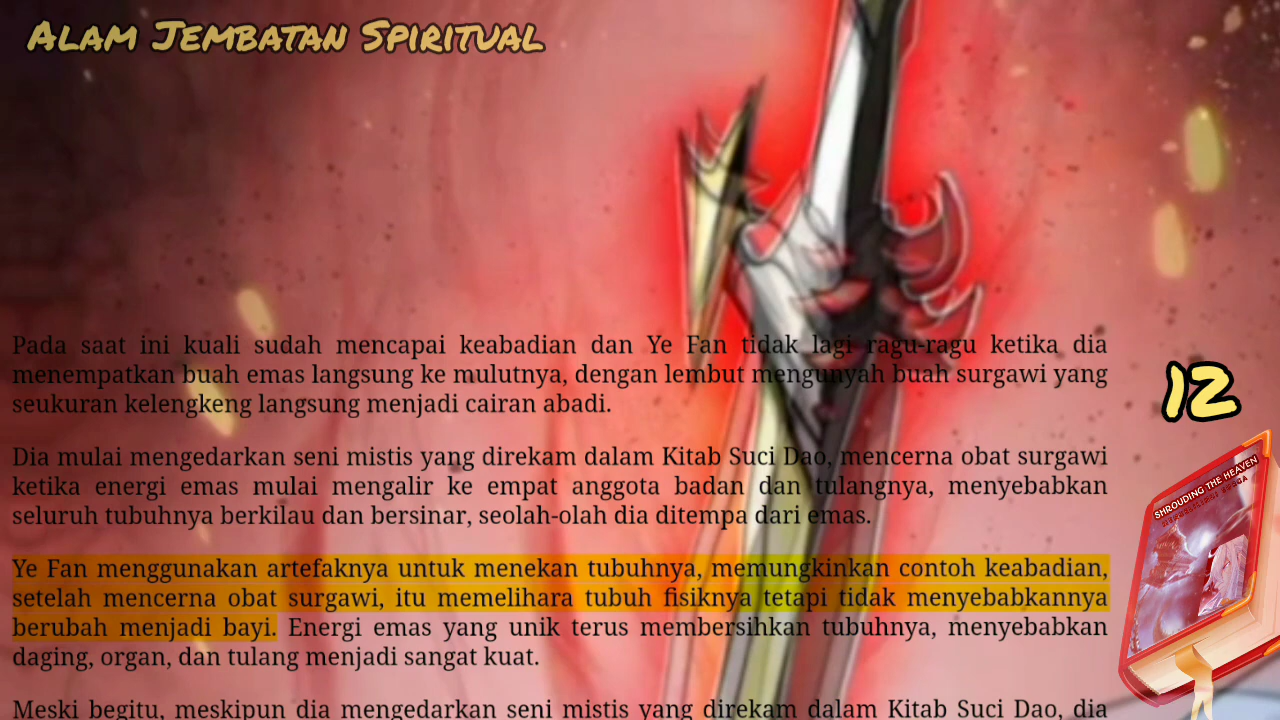 Alam Jembatan Spiritual
Pada saat ini kuali sudah mencapai keabadian dan Ye Fan tidak lagi ragu-ragu ketika dia
menempatkan buah emas langsung ke mulutnya, dengan lembut mengunyah buah surgawi yang
seukuran kelengkeng langsung menjadi cairan abadi.
Dia mulai mengedarkan seni mistis yang direkam dalam Kitab Suci Dao, mencerna obat surgawi
ketika energi emas mulai mengalir ke empat anggota badan dan tulangnya, menyebabkan
seluruh tubuhnya berkilau dan bersinar, seolah-olah dia ditempa dari emas.
Ye Fan menggunakan artefaknya untuk menekan tubuhnya, memungkinkan contoh keabadian,
setelah mencerna obat surgawi, itu memelihara tubuh fisiknya tetapi tidak menyebabkannya
berubah menjadi bayi. Energi emas yang unik terus membersihkan tubuhnya, menyebabkan
daging, organ, dan tulang menjadi sangat kuat.
Meski begitu, meskipun dia mengedarkan seni mistis yang direkam dalam Kitab Suci Dao, dia
12
SHROUDING THE HEAVEN